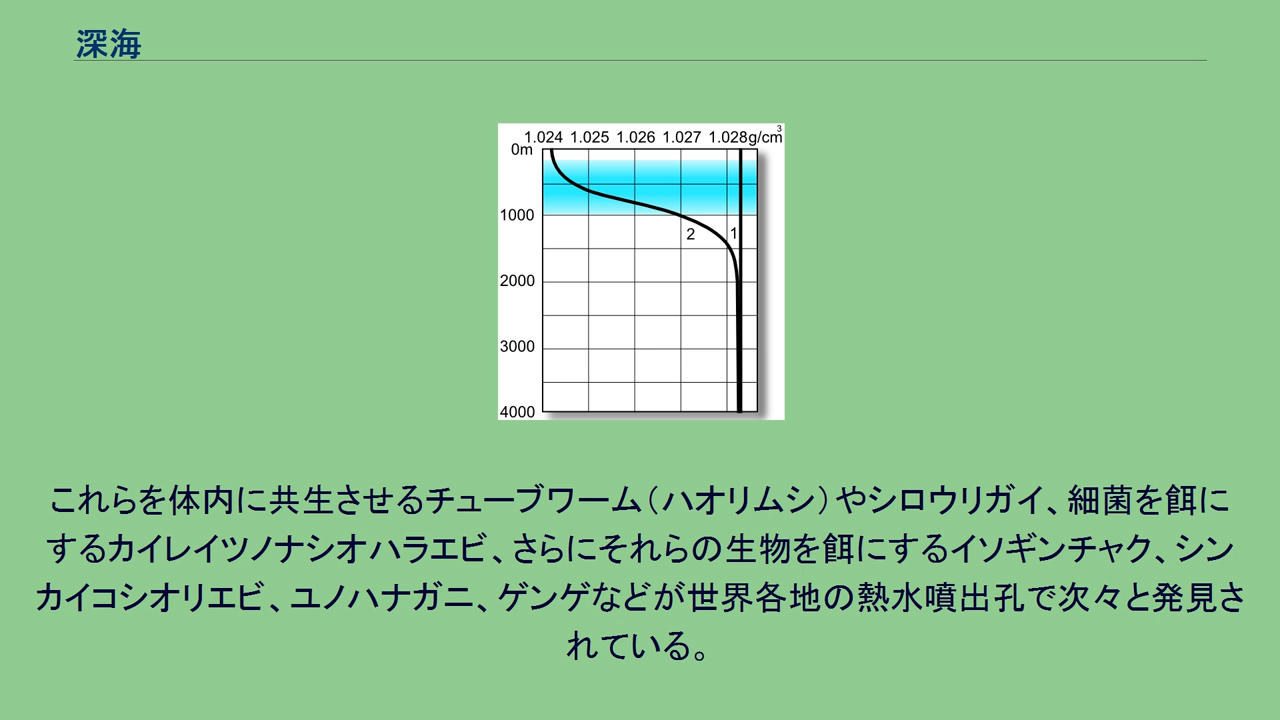 深海
1.024 1.025 1.026 1.027 1.028g/cm³
0m
1000
2 1
2000
3000
4000
これらを体内に共生させるチューブワーム（ハオリムシ）やシロウリガイ、細菌を餌に
するカイレイツノナシオハラエビ、さらにそれらの生物を餌にするイソギンチャク、シン
カイコシオリエビ、ユノハナガニ、ゲンゲなどが世界各地の熱水噴出孔で次々と発見さ
れている。